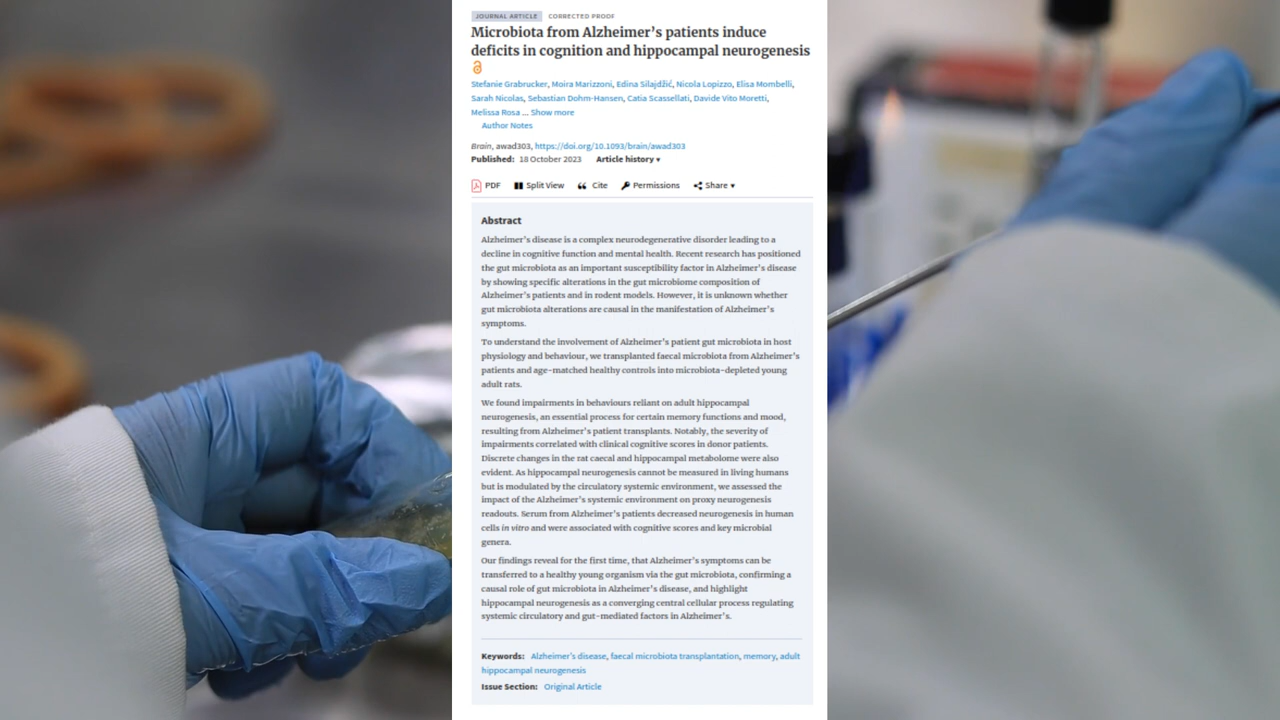 JOURNAL ARTICLE CORRECTED PROOF
Microbiota from Alzheimer's patients induce
deficits in cognition and hippocampal neurogenesis
Stefanie Grabrucker, Moira Marizzoni, Edina Silajdžić, Nicola Lopizzo, Elisa Mombelli,
Sarah Nicolas, Sebastian Dohm-Hansen, Catia Scassellati, Davide Vito Moretti,
Melissa Rosa ... Show more
Author Notes
Brain, awad303, https://doi.org/10.1093/brain/awad303
Published: 18 October 2023 Article history ▾
PDF Split View Cite Permissions Share ▾
Abstract
Alzheimer's disease is a complex neurodegenerative disorder leading to a
decline in cognitive function and mental health. Recent research has positioned
the gut microbiota as an important susceptibility factor in Alzheimer's disease
by showing specific alterations in the gut microbiome composition of
Alzheimer's patients and in rodent models. However, it is unknown whether
gut microbiota alterations are causal in the manifestation of Alzheimer's
symptoms.
To understand the involvement of Alzheimer's patient gut microbiota in host
physiology and behaviour, we transplanted faecal microbiota from Alzheimer's
patients and age-matched healthy controls into microbiota-depleted young
adult rats.
We found impairments in behaviours reliant on adult hippocampal
neurogenesis, an essential process for certain memory functions and mood,
resulting from Alzheimer's patient transplants. Notably, the severity of
impairments correlated with clinical cognitive scores in donor patients.
Discrete changes in the rat caecal and hippocampal metabolome were also
evident. As hippocampal neurogenesis cannot be measured in living humans
but is modulated by the circulatory systemic environment, we assessed the
impact of the Alzheimer's systemic environment on proxy neurogenesis
readouts. Serum from Alzheimer's patients decreased neurogenesis in human
cells in vitro and were associated with cognitive scores and key microbial
genera.
Our findings reveal for the first time, that Alzheimer's symptoms can be
transferred to a healthy young organism via the gut microbiota, confirming a
causal role of gut microbiota in Alzheimer's disease, and highlight
hippocampal neurogenesis as a converging central cellular process regulating
systemic circulatory and gut-mediated factors in Alzheimer's.
Keywords: Alzheimer's disease, faecal microbiota transplantation, memory, adult
hippocampal neurogenesis
Issue Section: Original Article